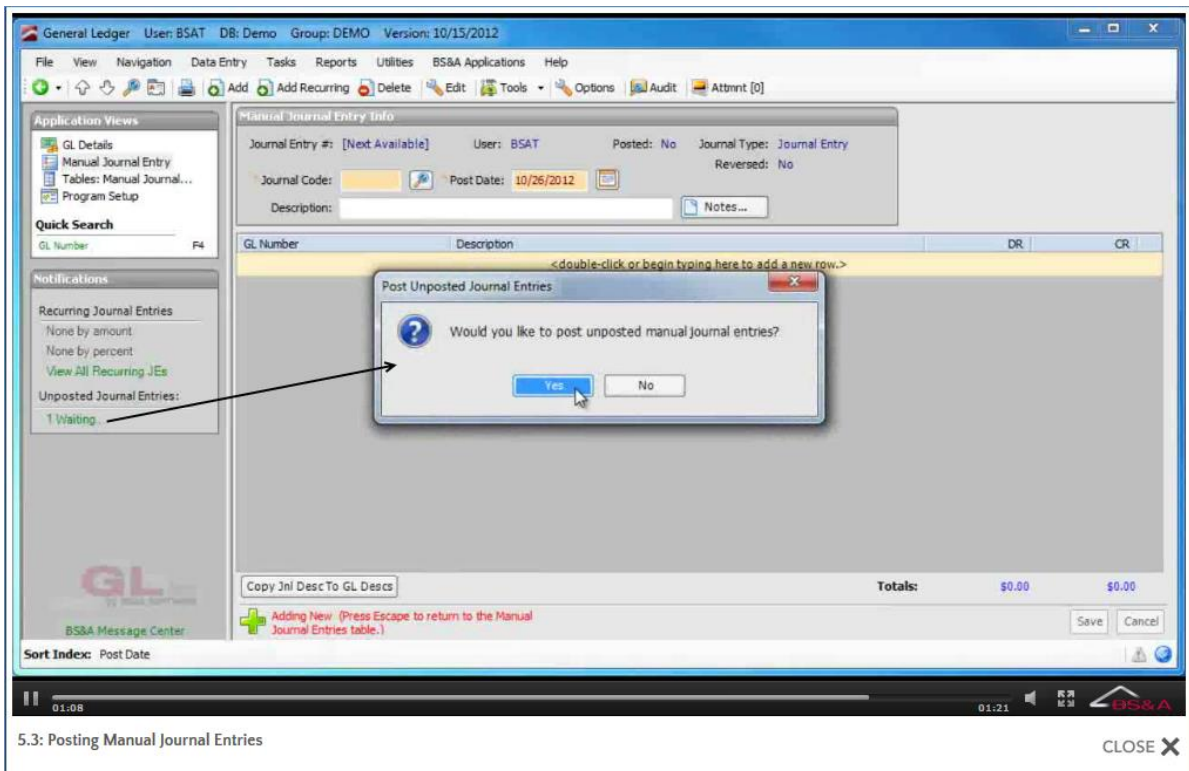 General Ledger User: BSAT DB: Demo Group: DEMO Version: 10/15/2012
File View Navigation Data Entry Tasks Reports Utilities BS&A Applications Help
Add Add Recurring Delete Edit Tools Options Audit Attmnt [0]
Application Views
GL Details
Manual Journal Entry
Tables: Manual Journal...
Program Setup
Quick Search
GL Number F4
Notifications
Recurring Journal Entries
None by amount
None by percent
View All Recurring JEs
Unposted Journal Entries:
1 Waiting
GL
BS&A Message Center
Manual Journal Entry Info
Journal Entry #: [Next Available] User: BSAT Posted: No Journal Type: Journal Entry
Reversed: No
Journal Code: Post Date: 10/26/2012
Description: Notes...
GL Number Description DR CR
<double-click or begin typing here to add a new row.>
Post Unposted Journal Entries
Would you like to post unposted manual journal entries?
Yes No
Copy Jnl Desc To GL Descs Totals: $0.00 $0.00
Adding New (Press Escape to return to the Manual
Journal Entries table.)
Save Cancel
Sort Index: Post Date
01:08 01:21
BS&A
5.3: Posting Manual Journal Entries
CLOSE